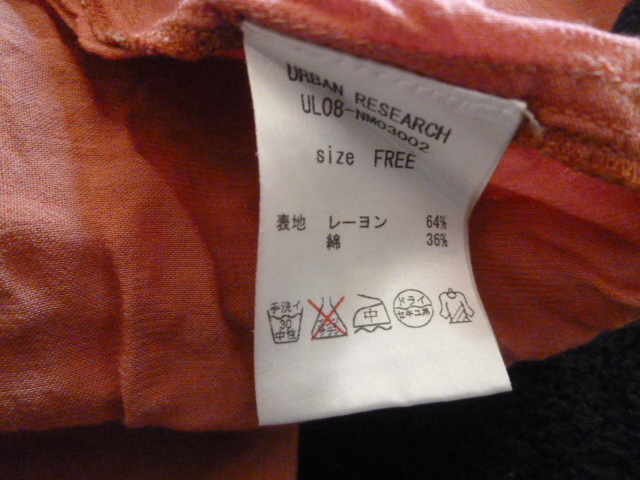 URBAN RESEARCH
UL08-NM03002
size FREE
表地 レーヨン 64%
綿 36%
手洗イ
30
中性
中
ドライ
セキユ系